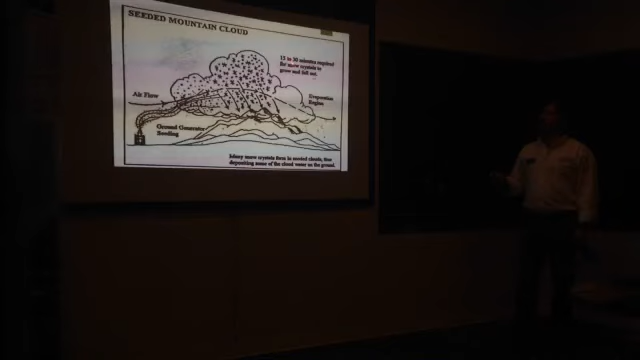 SEEDED MOUNTAIN CLOUD
15 to 30 minutes required
for snow crystals to
grow and fall out.
Air Flow
Evaporation
Region
Ground Generator
Seeding
Many more crystals form in seeded clouds, thus
depositing some of the cloud water on the ground.